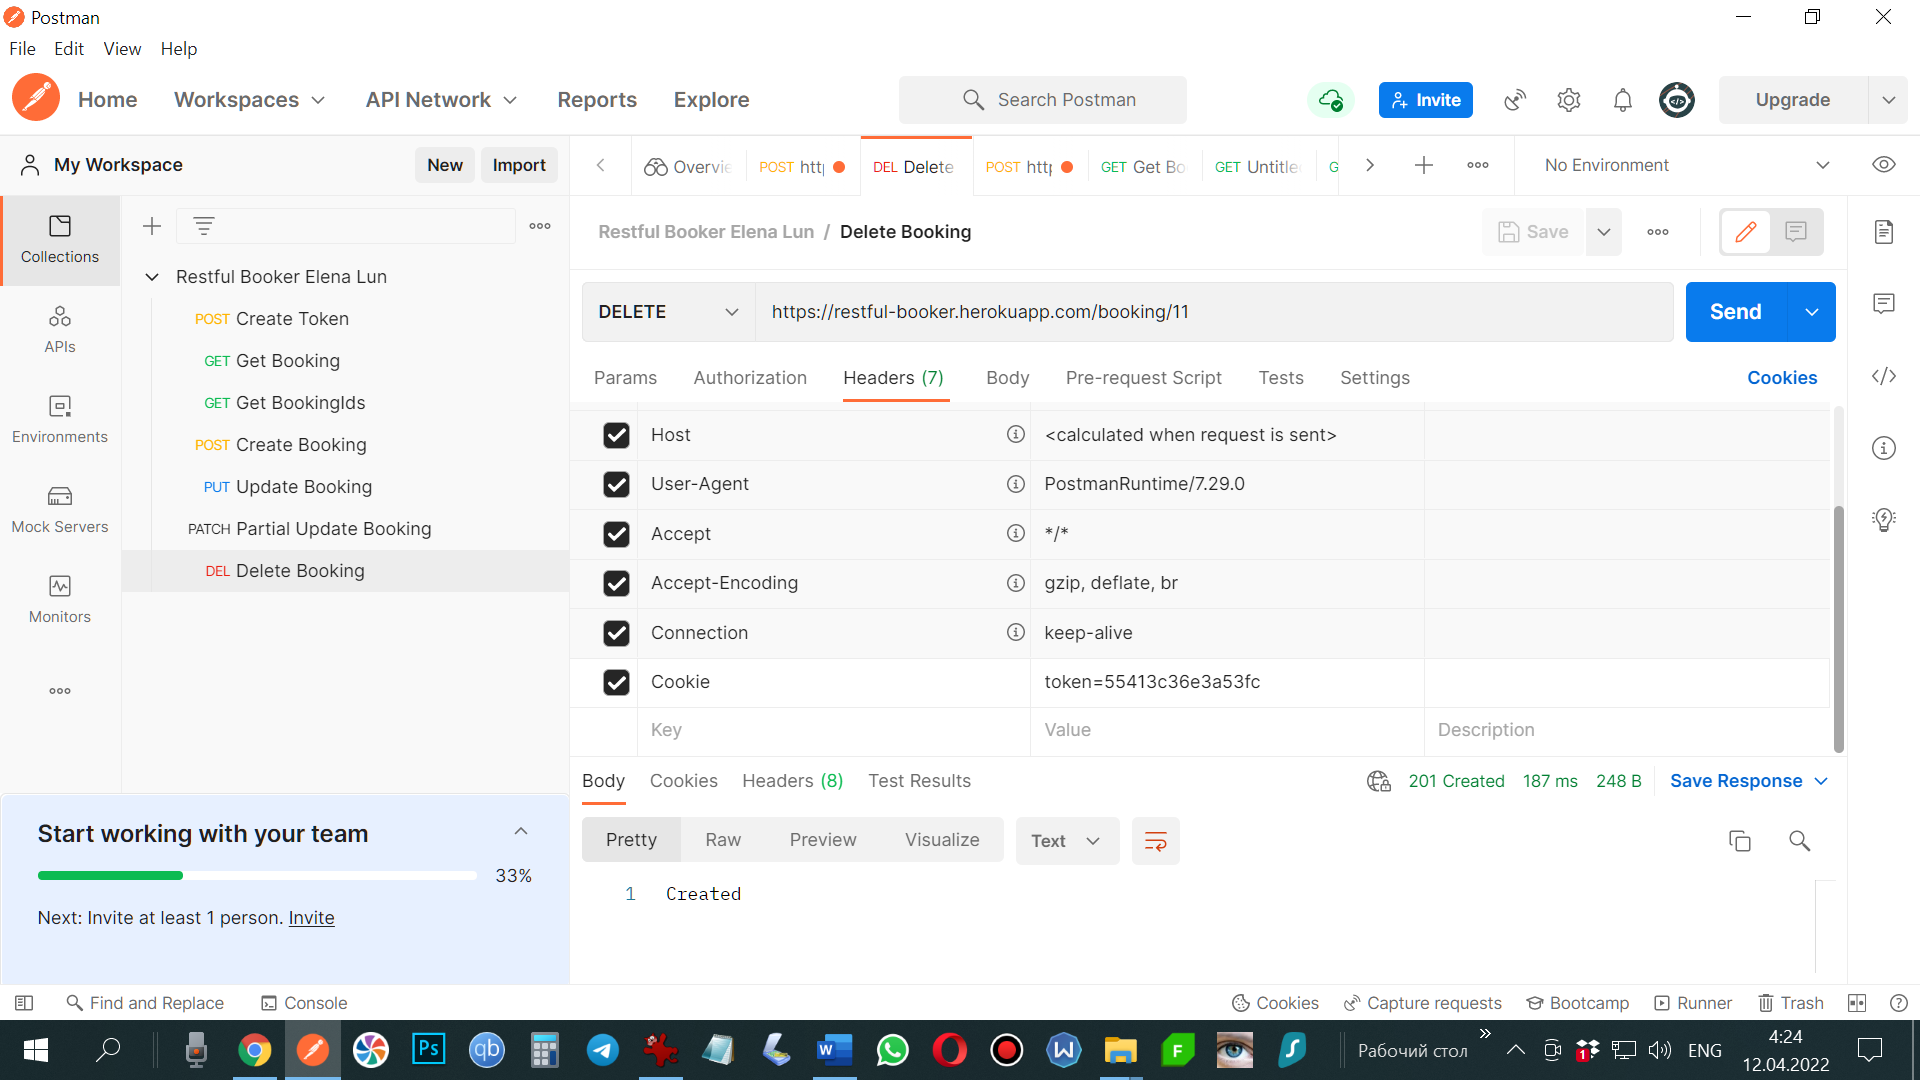 Postman
File Edit View Help
Home Workspaces API Network Reports Explore Search Postman Invite Upgrade
My Workspace New Import
Overvie POST http DEL Delete POST http GET Get Bo GET Untitle G No Environment
Collections
APIs
Environments
Mock Servers
Monitors
Restful Booker Elena Lun
POST Create Token
GET Get Booking
GET Get BookingIds
POST Create Booking
PUT Update Booking
PATCH Partial Update Booking
DEL Delete Booking
Restful Booker Elena Lun / Delete Booking Save
DELETE https://restful-booker.herokuapp.com/booking/11 Send
Params Authorization Headers (7) Body Pre-request Script Tests Settings Cookies
Host <calculated when request is sent>
User-Agent PostmanRuntime/7.29.0
Accept */*
Accept-Encoding gzip, deflate, br
Connection keep-alive
Cookie token=55413c36e3a53fc
Key Value Description
Body Cookies Headers (8) Test Results 201 Created 187 ms 248 B Save Response
Pretty Raw Preview Visualize Text
1 Created
Start working with your team
33%
Next: Invite at least 1 person. Invite
Find and Replace Console Cookies Capture requests Bootcamp Runner Trash
Ps qb W F 1
Рабочий стол » ENG 4:24
12.04.2022